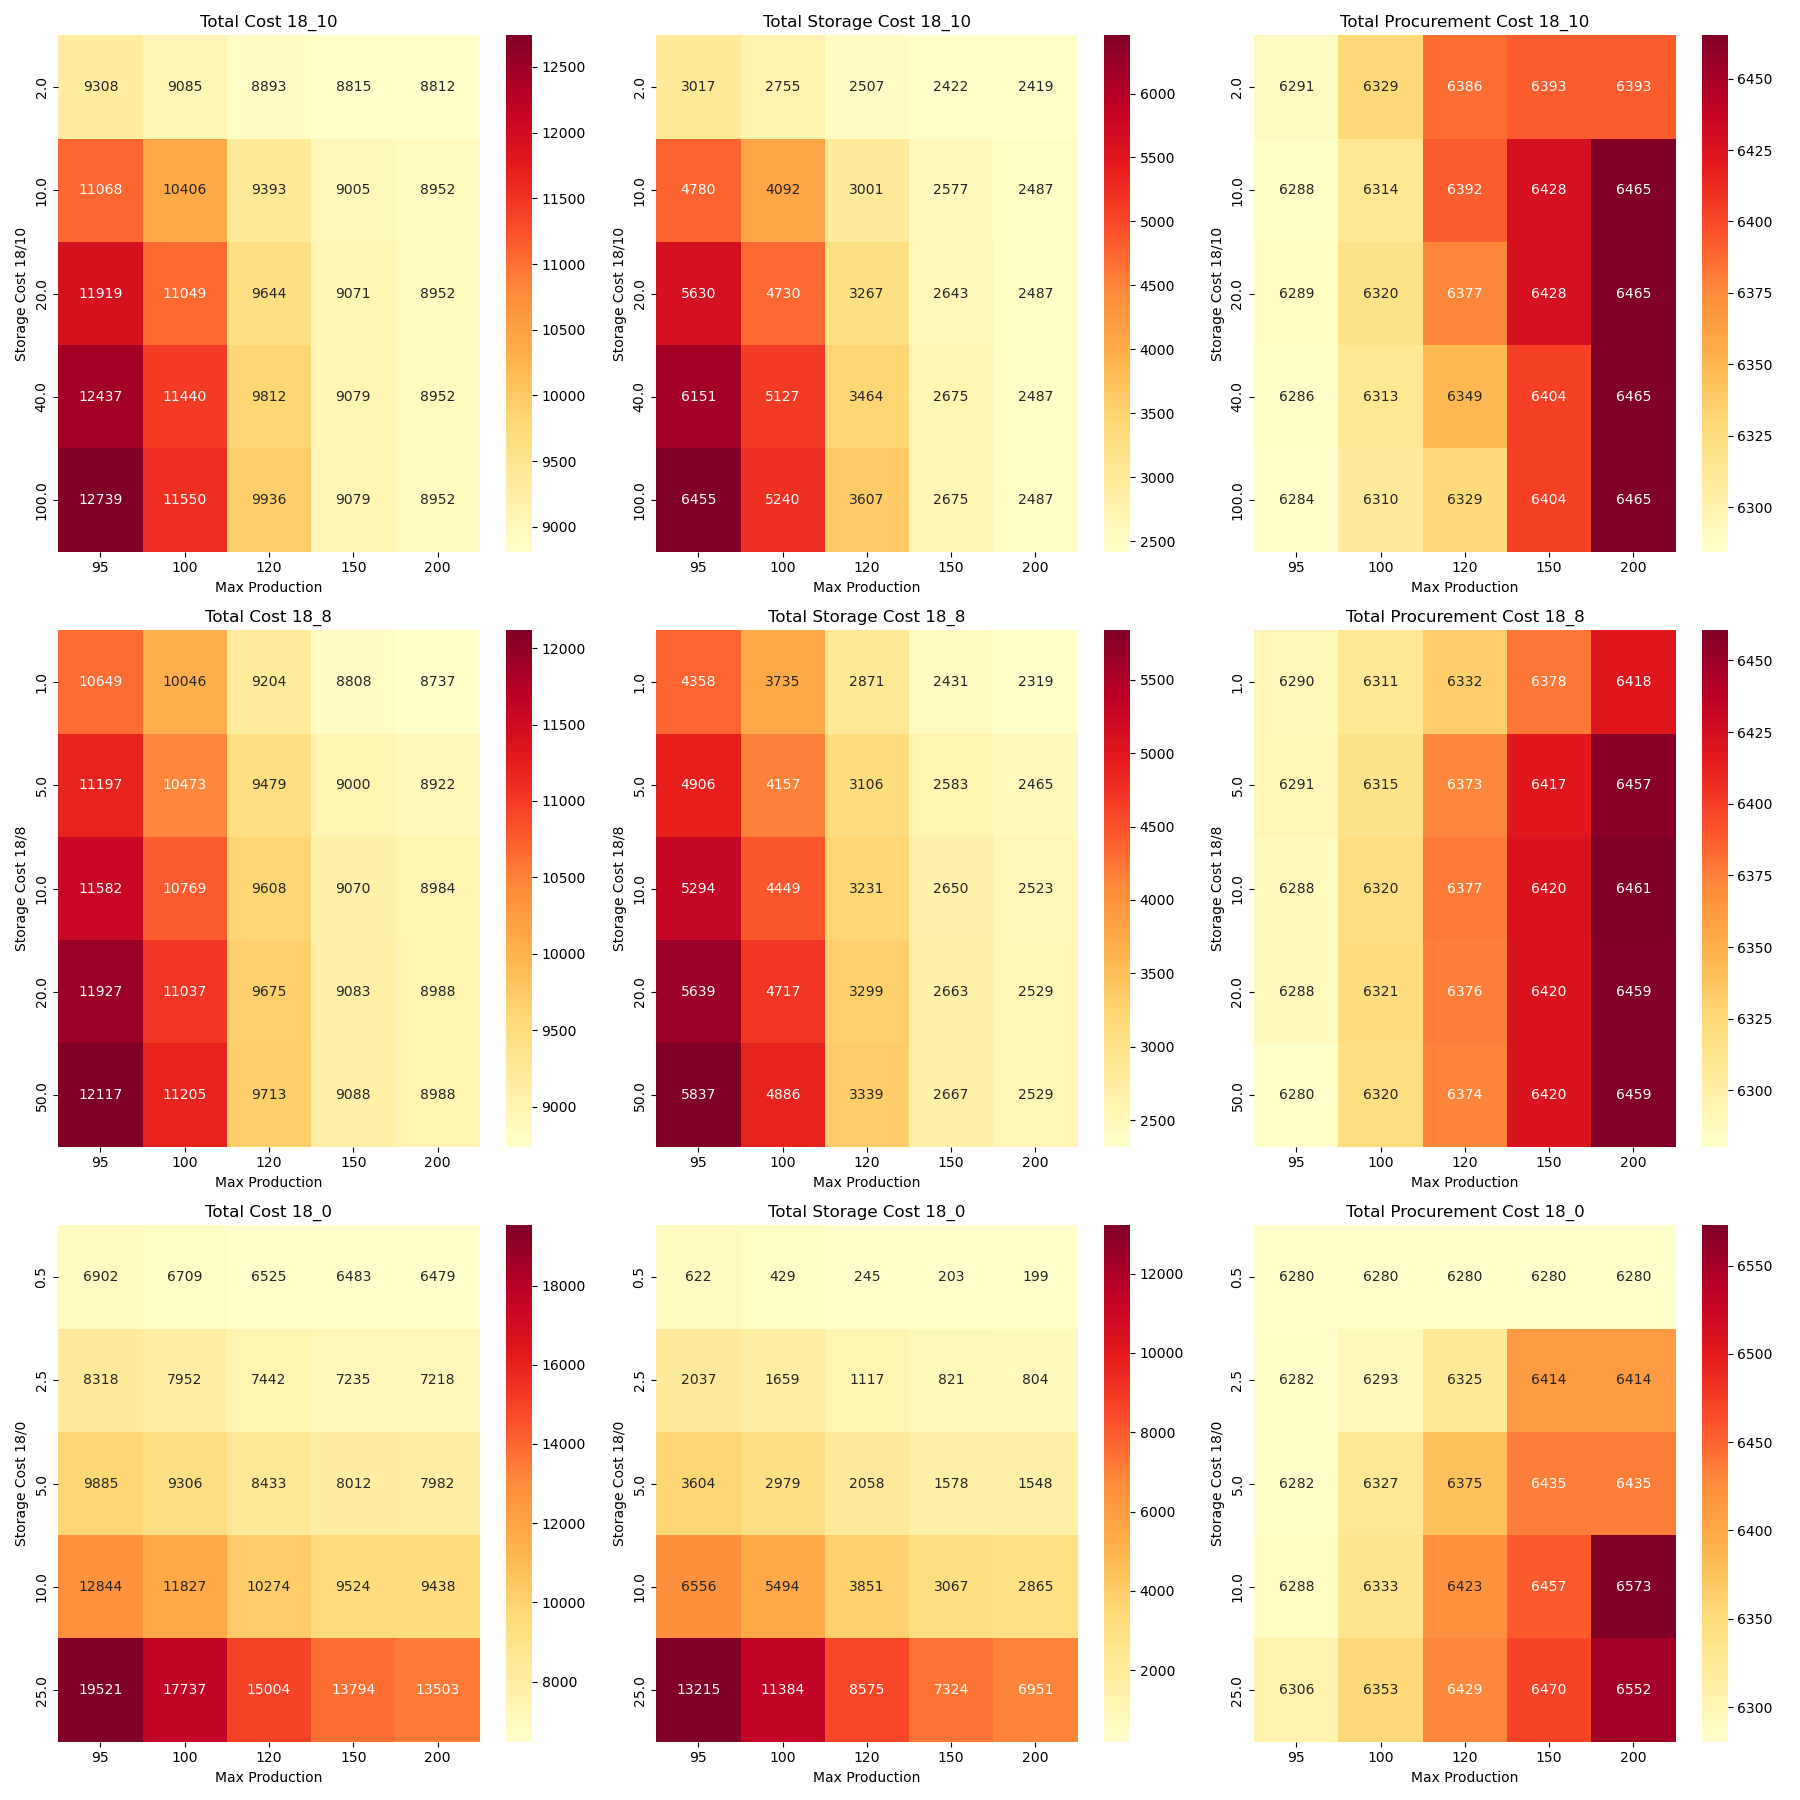 Total Cost 18_10
Total Storage Cost 18_10
Total Procurement Cost 18_10
Storage Cost 18/10
2.0
10.0
20.0
40.0
100.0
9308 9085 8893 8815 8812
11068 10406 9393 9005 8952
11919 11049 9644 9071 8952
12437 11440 9812 9079 8952
12739 11550 9936 9079 8952
95 100 120 150 200
Max Production
12500
12000
11500
11000
10500
10000
9500
9000
Storage Cost 18/10
2.0
10.0
20.0
40.0
100.0
3017 2755 2507 2422 2419
4780 4092 3001 2577 2487
5630 4730 3267 2643 2487
6151 5127 3464 2675 2487
6455 5240 3607 2675 2487
95 100 120 150 200
Max Production
6000
5500
5000
4500
4000
3500
3000
2500
Storage Cost 18/10
2.0
10.0
20.0
40.0
100.0
6291 6329 6386 6393 6393
6288 6314 6392 6428 6465
6289 6320 6377 6428 6465
6286 6313 6349 6404 6465
6284 6310 6329 6404 6465
95 100 120 150 200
Max Production
6450
6425
6400
6375
6350
6325
6300
Total Cost 18_8
Total Storage Cost 18_8
Total Procurement Cost 18_8
Storage Cost 18/8
1.0
5.0
10.0
20.0
50.0
10649 10046 9204 8808 8737
11197 10473 9479 9000 8922
11582 10769 9608 9070 8984
11927 11037 9675 9083 8988
12117 11205 9713 9088 8988
95 100 120 150 200
Max Production
12000
11500
11000
10500
10000
9500
9000
Storage Cost 18/8
1.0
5.0
10.0
20.0
50.0
4358 3735 2871 2431 2319
4906 4157 3106 2583 2465
5294 4449 3231 2650 2523
5639 4717 3299 2663 2529
5837 4886 3339 2667 2529
95 100 120 150 200
Max Production
5500
5000
4500
4000
3500
3000
2500
Storage Cost 18/8
1.0
5.0
10.0
20.0
50.0
6290 6311 6332 6378 6418
6291 6315 6373 6417 6457
6288 6320 6377 6420 6461
6288 6321 6376 6420 6459
6280 6320 6374 6420 6459
95 100 120 150 200
Max Production
6450
6425
6400
6375
6350
6325
6300
Total Cost 18_0
Total Storage Cost 18_0
Total Procurement Cost 18_0
Storage Cost 18/0
0.5
2.5
5.0
10.0
25.0
6902 6709 6525 6483 6479
8318 7952 7442 7235 7218
9885 9306 8433 8012 7982
12844 11827 10274 9524 9438
19521 17737 15004 13794 13503
95 100 120 150 200
Max Production
18000
16000
14000
12000
10000
8000
Storage Cost 18/0
0.5
2.5
5.0
10.0
25.0
622 429 245 203 199
2037 1659 1117 821 804
3604 2979 2058 1578 1548
6556 5494 3851 3067 2865
13215 11384 8575 7324 6951
95 100 120 150 200
Max Production
12000
10000
8000
6000
4000
2000
Storage Cost 18/0
0.5
2.5
5.0
10.0
25.0
6280 6280 6280 6280 6280
6282 6293 6325 6414 6414
6282 6327 6375 6435 6435
6288 6333 6423 6457 6573
6306 6353 6429 6470 6552
95 100 120 150 200
Max Production
6550
6500
6450
6400
6350
6300